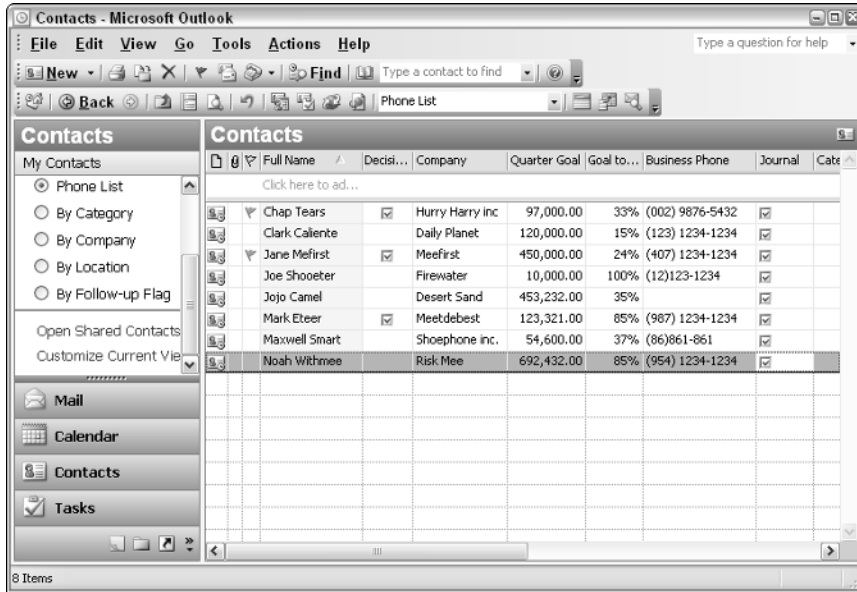 Contacts - Microsoft Outlook
File Edit View Go Tools Actions Help Type a question for help
New Find Type a contact to find
Back Phone List
Contacts
My Contacts
Phone List
By Category
By Company
By Location
By Follow-up Flag
Open Shared Contacts
Customize Current Vie
Mail
Calendar
Contacts
Tasks
Contacts
Full Name Decisi... Company Quarter Goal Goal to... Business Phone Journal Cate
Click here to ad...
Chap Tears Hurry Harry inc 97,000.00 33% (002) 9876-5432
Clark Caliente Daily Planet 120,000.00 15% (123) 1234-1234
Jane Mefirst Meefirst 450,000.00 24% (407) 1234-1234
Joe Shooeter Firewater 10,000.00 100% (12)123-1234
Jojo Camel Desert Sand 453,232.00 35%
Mark Eteer Meetdebest 123,321.00 85% (987) 1234-1234
Maxwell Smart Shoephone inc. 54,600.00 37% (86)861-861
Noah Withmee Risk Mee 692,432.00 85% (954) 1234-1234
8 Items